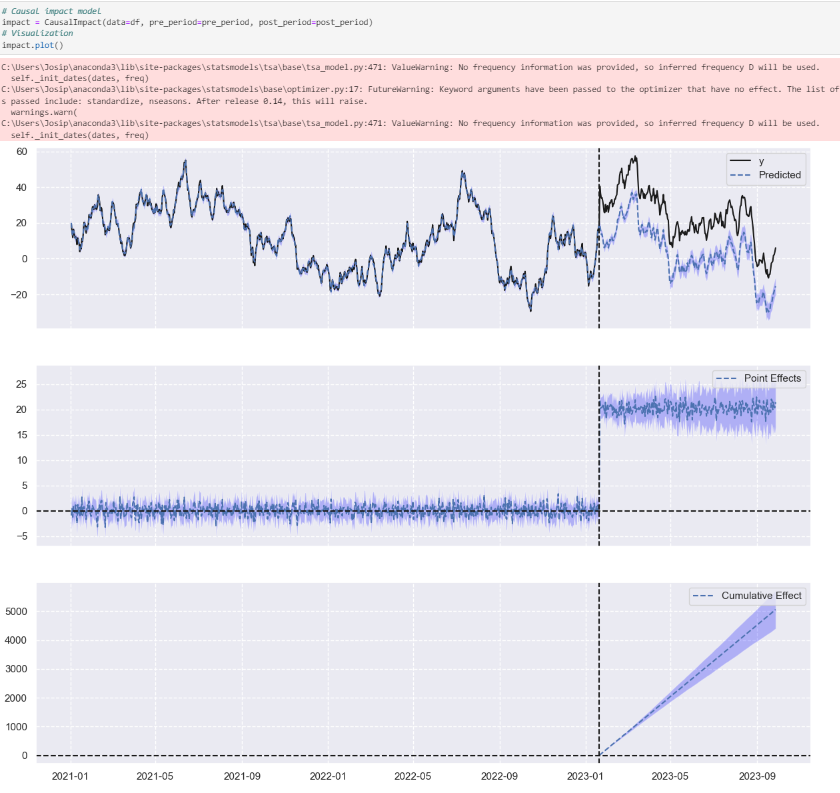 # Causal impact model
impact = CausalImpact(data=df, pre_period=pre_period, post_period=post_period)
# Visualization
impact.plot()
C:\Users\Josip\anaconda3\lib\site-packages\statsmodels\tsa\base\tsa_model.py:471: ValueWarning: No frequency information was provided, so inferred frequency D will be used.
self._init_dates(dates, freq)
C:\Users\Josip\anaconda3\lib\site-packages\statsmodels\base\optimizer.py:17: FutureWarning: Keyword arguments have been passed to the optimizer that have no effect. The list of
s passed include: standardize, nseasons. After release 0.14, this will raise.
warnings.warn(
C:\Users\Josip\anaconda3\lib\site-packages\statsmodels\tsa\base\tsa_model.py:471: ValueWarning: No frequency information was provided, so inferred frequency D will be used.
self._init_dates(dates, freq)
60
y
Predicted
40
20
0
−20
25
Point Effects
20
15
10
5
0
−5
Cumulative Effect
5000
4000
3000
2000
1000
0
2021-01 2021-05 2021-09 2022-01 2022-05 2022-09 2023-01 2023-05 2023-09